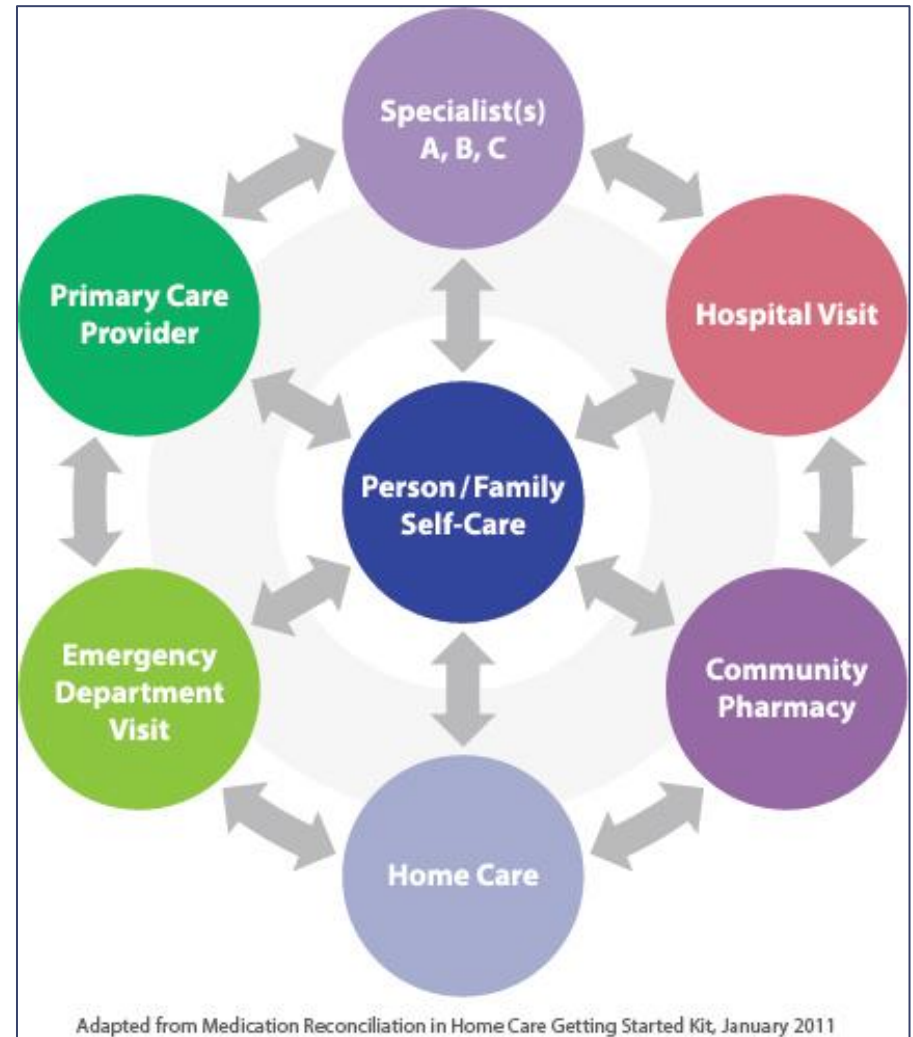 Specialist(s)
A, B, C
Primary Care
Provider
Hospital Visit
Person/Family
Self-Care
Emergency
Department
Visit
Community
Pharmacy
Home Care
Adapted from Medication Reconciliation in Home Care Getting Started Kit, January 2011